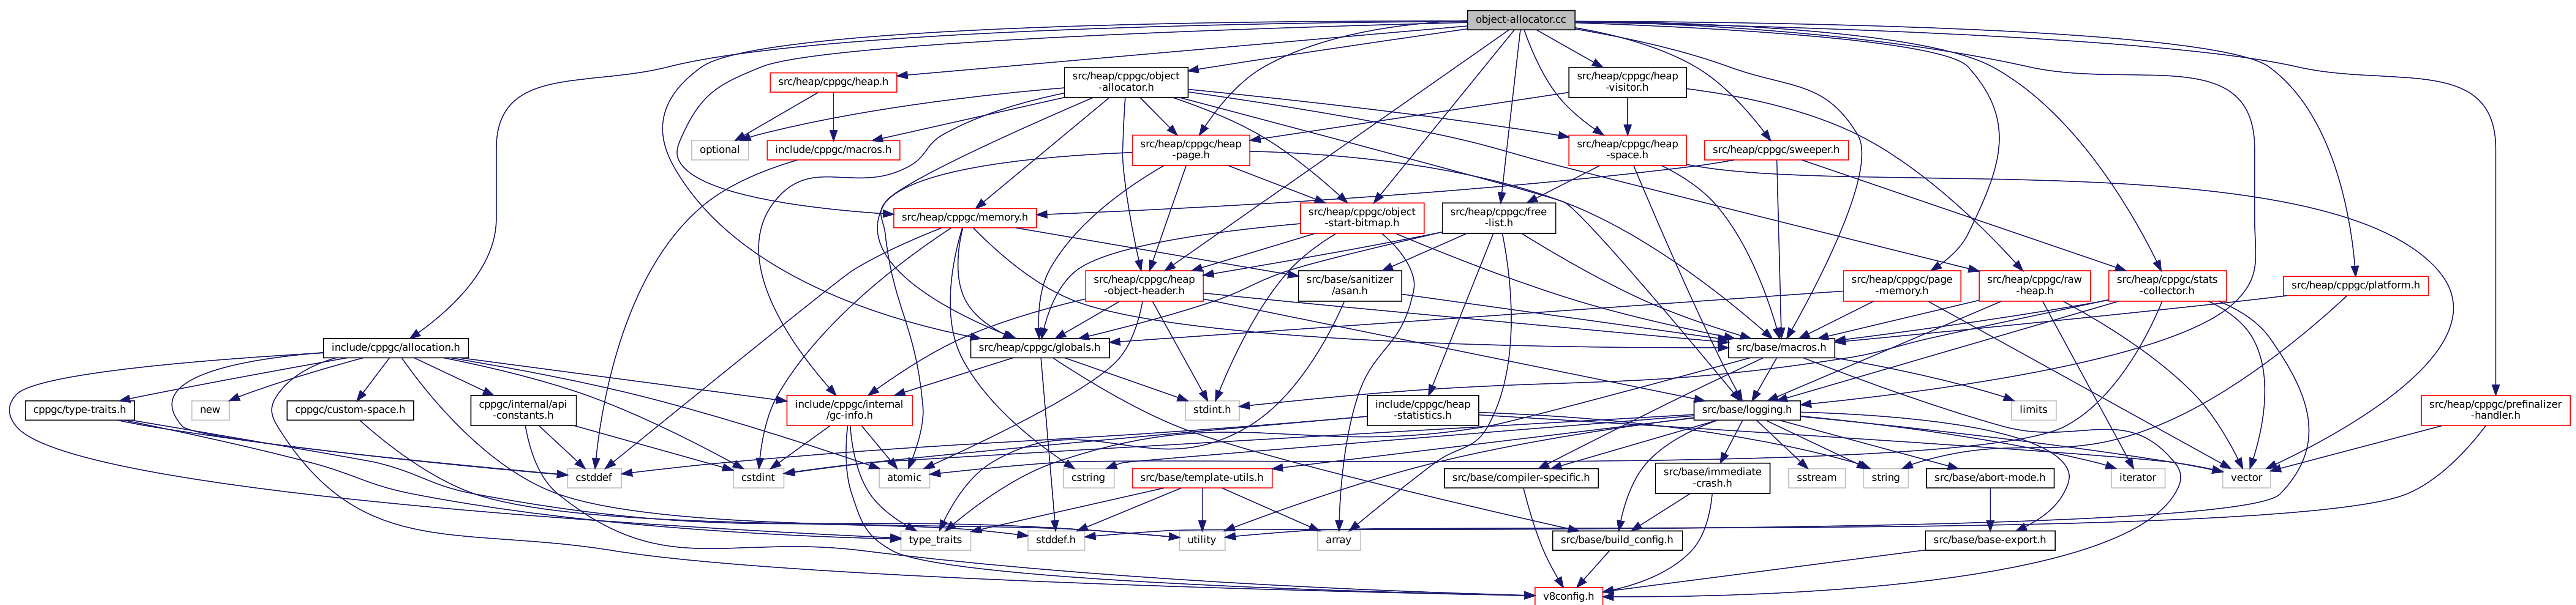 object-allocator.cc
src/heap/cppgc/heap.h
src/heap/cppgc/object
-allocator.h
src/heap/cppgc/heap
-visitor.h
optional
include/cppgc/macros.h
src/heap/cppgc/heap
-page.h
src/heap/cppgc/heap
-space.h
src/heap/cppgc/sweeper.h
src/heap/cppgc/memory.h
src/heap/cppgc/object
-start-bitmap.h
src/heap/cppgc/free
-list.h
src/heap/cppgc/heap
-object-header.h
src/base/sanitizer
/asan.h
src/heap/cppgc/page
-memory.h
src/heap/cppgc/raw
-heap.h
src/heap/cppgc/stats
-collector.h
src/heap/cppgc/platform.h
include/cppgc/allocation.h
src/heap/cppgc/globals.h
src/base/macros.h
cppgc/type-traits.h
new
cppgc/custom-space.h
cppgc/internal/api
-constants.h
include/cppgc/internal
/gc-info.h
stdint.h
include/cppgc/heap
-statistics.h
src/base/logging.h
limits
src/heap/cppgc/prefinalizer
-handler.h
cstddef
cstdint
atomic
cstring
src/base/template-utils.h
src/base/compiler-specific.h
src/base/immediate
-crash.h
sstream
string
src/base/abort-mode.h
iterator
vector
type_traits
stddef.h
utility
array
src/base/build_config.h
src/base/base-export.h
v8config.h